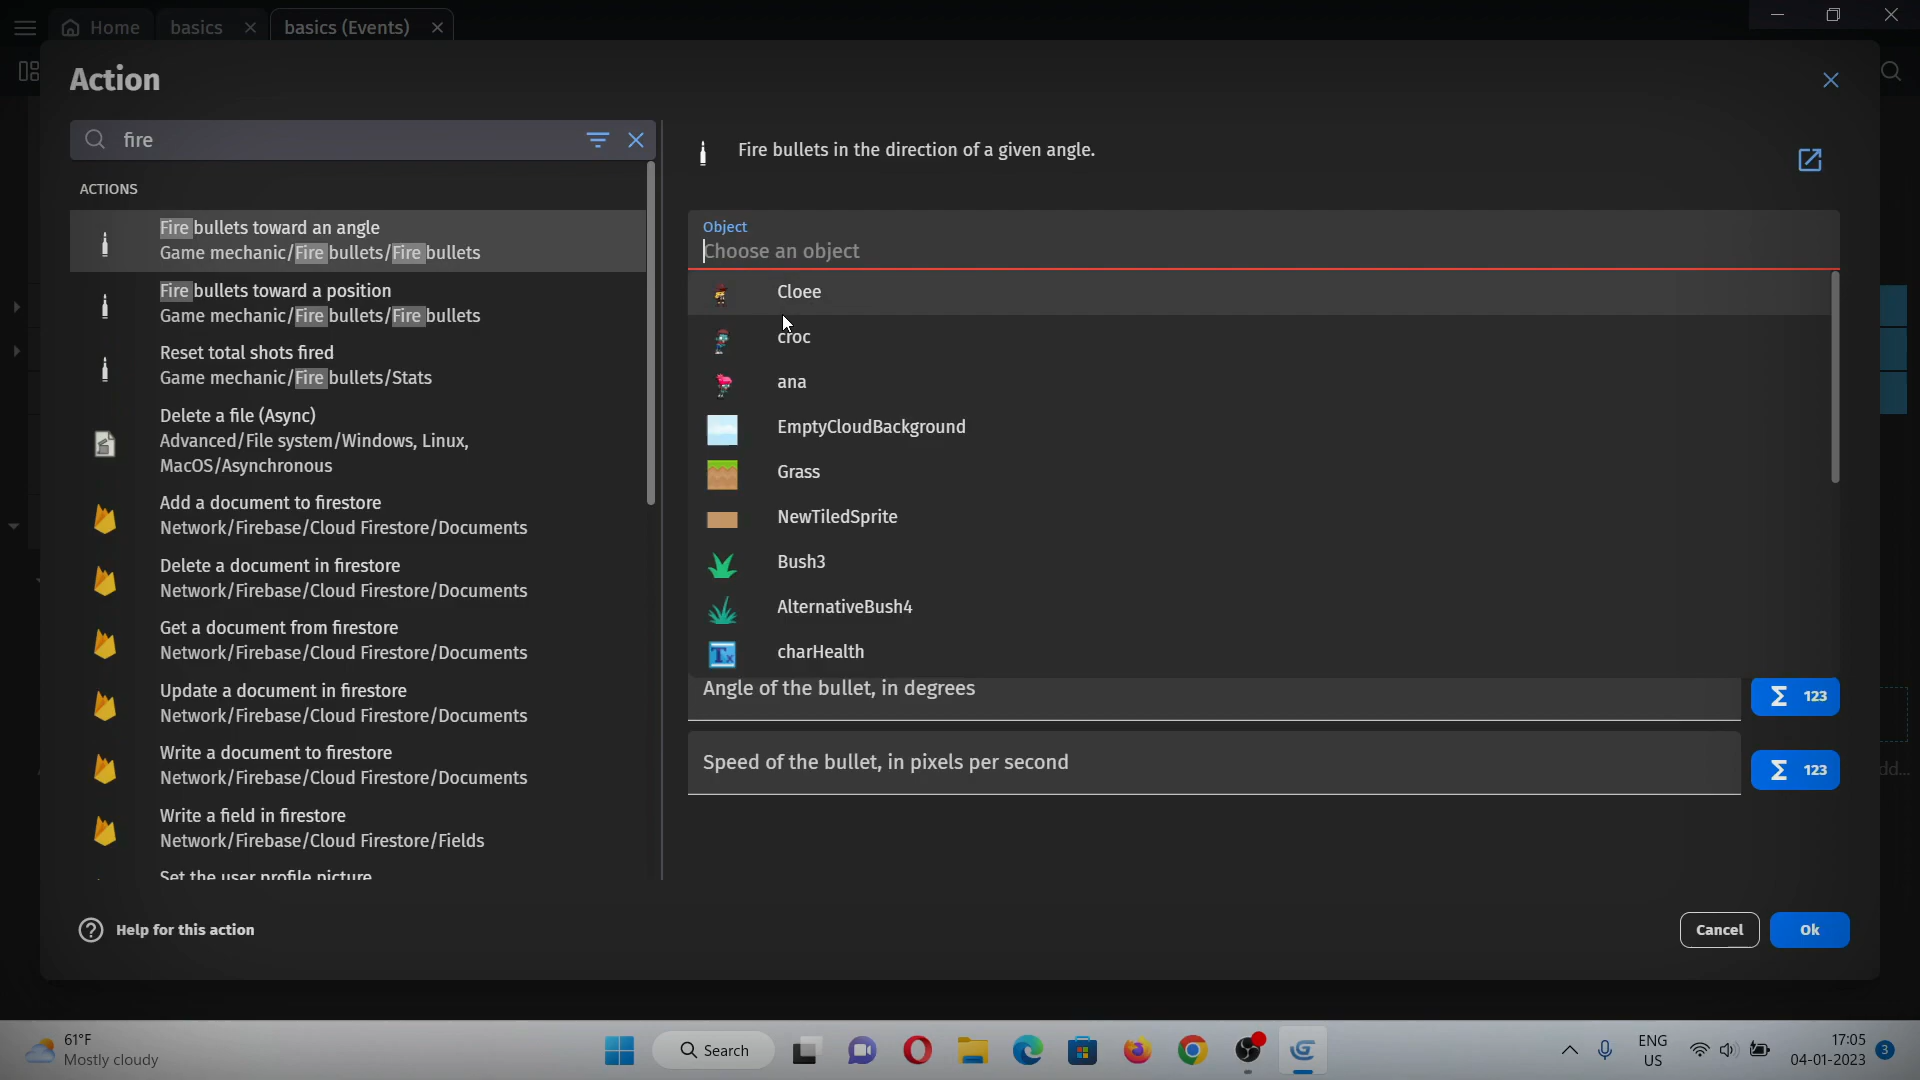 Home
basics
basics (Events)
Action
fire
ACTIONS
Fire bullets toward an angle
Game mechanic/Fire bullets/Fire bullets
Fire bullets toward a position
Game mechanic/Fire bullets/Fire bullets
Reset total shots fired
Game mechanic/Fire bullets/Stats
Delete a file (Async)
Advanced/File system/Windows, Linux,
MacOS/Asynchronous
Add a document to firestore
Network/Firebase/Cloud Firestore/Documents
Delete a document in firestore
Network/Firebase/Cloud Firestore/Documents
Get a document from firestore
Network/Firebase/Cloud Firestore/Documents
Update a document in firestore
Network/Firebase/Cloud Firestore/Documents
Write a document to firestore
Network/Firebase/Cloud Firestore/Documents
Write a field in firestore
Network/Firebase/Cloud Firestore/Fields
Set the user profile picture
Fire bullets in the direction of a given angle.
Object
Choose an object
Cloee
croc
ana
EmptyCloudBackground
Grass
NewTiledSprite
Bush3
AlternativeBush4
Tx charHealth
Angle of the bullet, in degrees
Σ 123
Speed of the bullet, in pixels per second
Σ 123
dd...
Help for this action
Cancel
Ok
61°F
Mostly cloudy
Search
ENG
US
17:05
04-01-2023
3